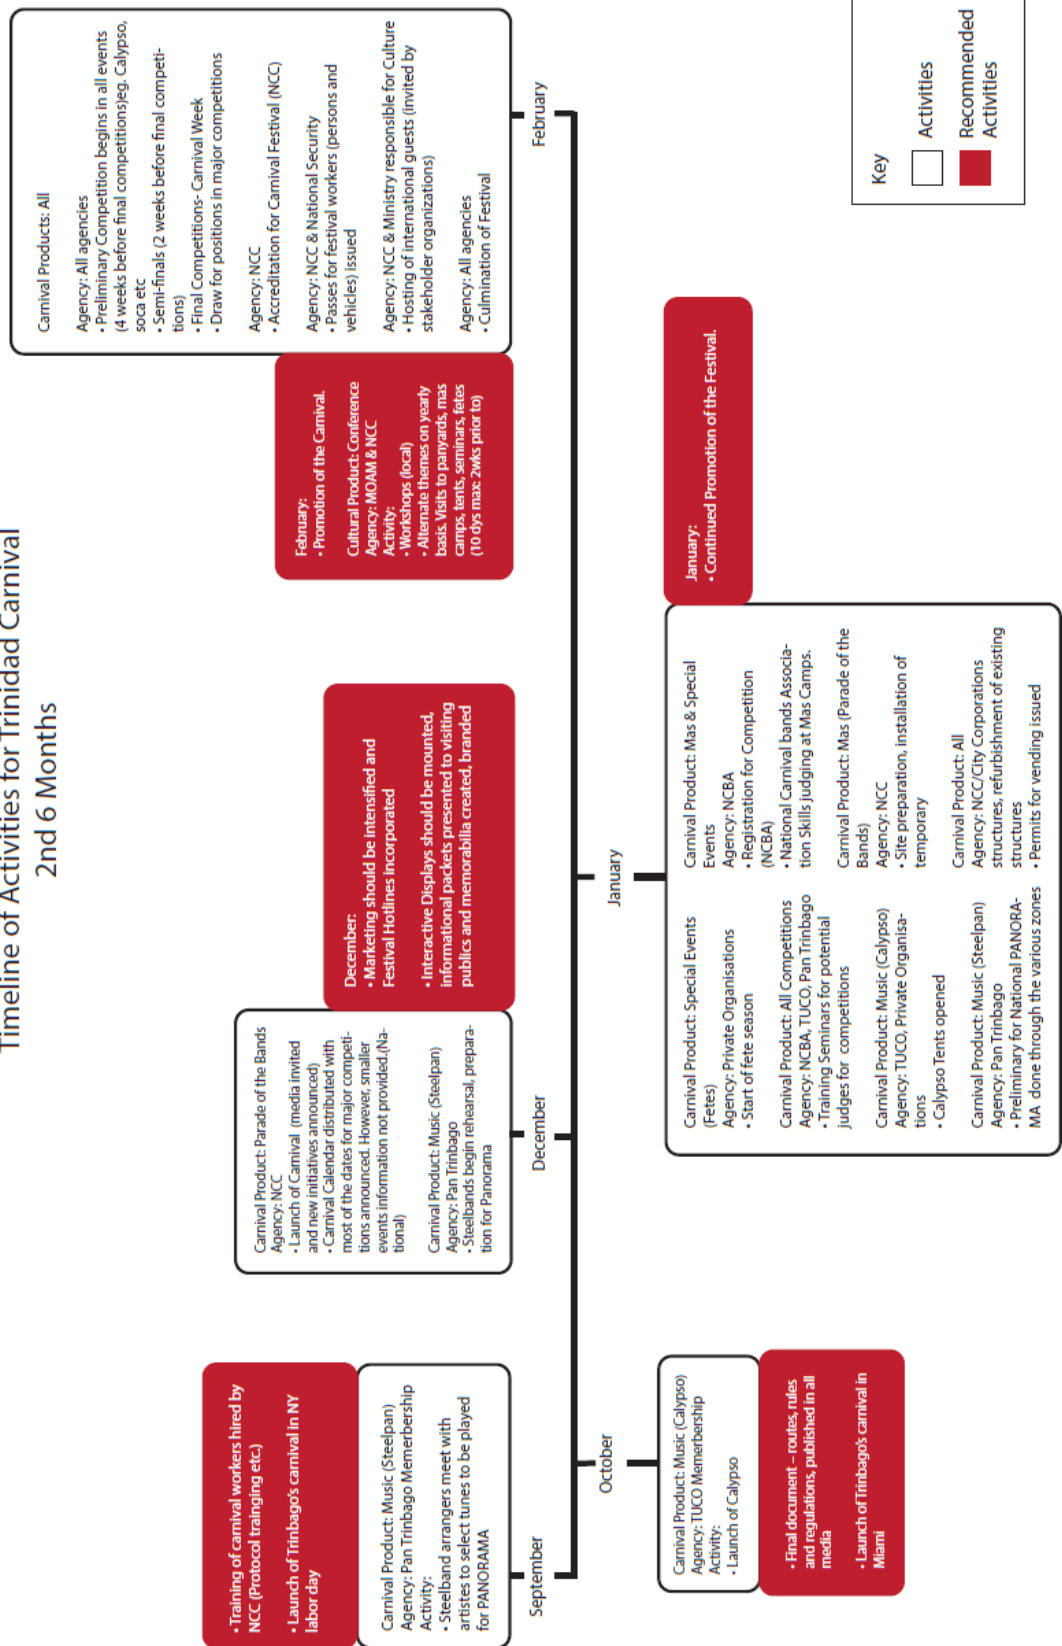 Timeline of Activities for Trinidad Carnival
2nd 6 Months
• Training of carnival workers hired by
NCC (Protocol trainging etc.)
• Launch of Trinbago's carnival in NY
labor day
Carnival Product: Music (Steelpan)
Agency: Pan Trinbago Memerbership
Activity:
• Steelband arrangers meet with
artistes to select tunes to be played
for PANORAMA
September
October
Carnival Product: Music (Calypso)
Agency: TUCO Memerbership
Activity:
• Launch of Calypso
• Final document – routes, rules
and regulations, published in all
media
• Launch of Trinbago's carnival in
Miami
Carnival Product: Parade of the Bands
Agency: NCC
• Launch of Carnival (media invited
and new initiatives announced)
• Carnival Calendar distributed with
most of the dates for major competi-
tions announced. However, smaller
events information not provided.(Na-
tional)
Carnival Product: Music (Steelpan)
Agency: Pan Trinbago
• Steelbands begin rehearsal, prepara-
tion for Panorama
December:
• Marketing should be intensified and
Festival Hotlines incorporated
• Interactive Displays should be mounted,
informational packets presented to visiting
publics and memorabilia created, branded
December
January
Carnival Product: Special Events
(Fetes)
Agency: Private Organisations
• Start of fete season
Carnival Product: All Competitions
Agency: NCBA, TUCO, Pan Trinbago
• Training Seminars for potential
judges for competitions
Carnival Product: Music (Calypso)
Agency: TUCO, Private Organisa-
tions
• Calypso Tents opened
Carnival Product: Music (Steelpan)
Agency: Pan Trinbago
• Preliminary for National PANORA-
MA done through the various zones
Carnival Product: Mas & Special
Events
Agency: NCBA
• Registration for Competition
(NCBA)
• National Carnival bands Associa-
tion Skills judging at Mas Camps.
Carnival Product: Mas (Parade of the
Bands)
Agency: NCC
• Site preparation, installation of
temporary
Carnival Product: All
Agency: NCC/City Corporations
structures, refurbishment of existing
structures
• Permits for vending issued
January:
• Continued Promotion of the Festival.
February:
• Promotion of the Carnival.
Cultural Product: Conference
Agency: MOAM & NCC
Activity:
• Workshops (local)
• Alternate themes on yearly
basis. Visits to panyards, mas
camps, tents, seminars, fetes
(10 dys max: 2wks prior to)
Carnival Products: All
Agency: All agencies
• Preliminary Competition begins in all events
(4 weeks before final competitions)eg. Calypso,
soca etc
• Semi-finals (2 weeks before final competi-
tions)
• Final Competitions- Carnival Week
• Draw for positions in major competitions
Agency: NCC
• Accreditation for Carnival Festival (NCC)
Agency: NCC & National Security
• Passes for festival workers (persons and
vehicles) issued
Agency: NCC & Ministry responsible for Culture
• Hosting of international guests (invited by
stakeholder organizations)
Agency: All agencies
• Culmination of Festival
February
Key
Activities
Recommended
Activities